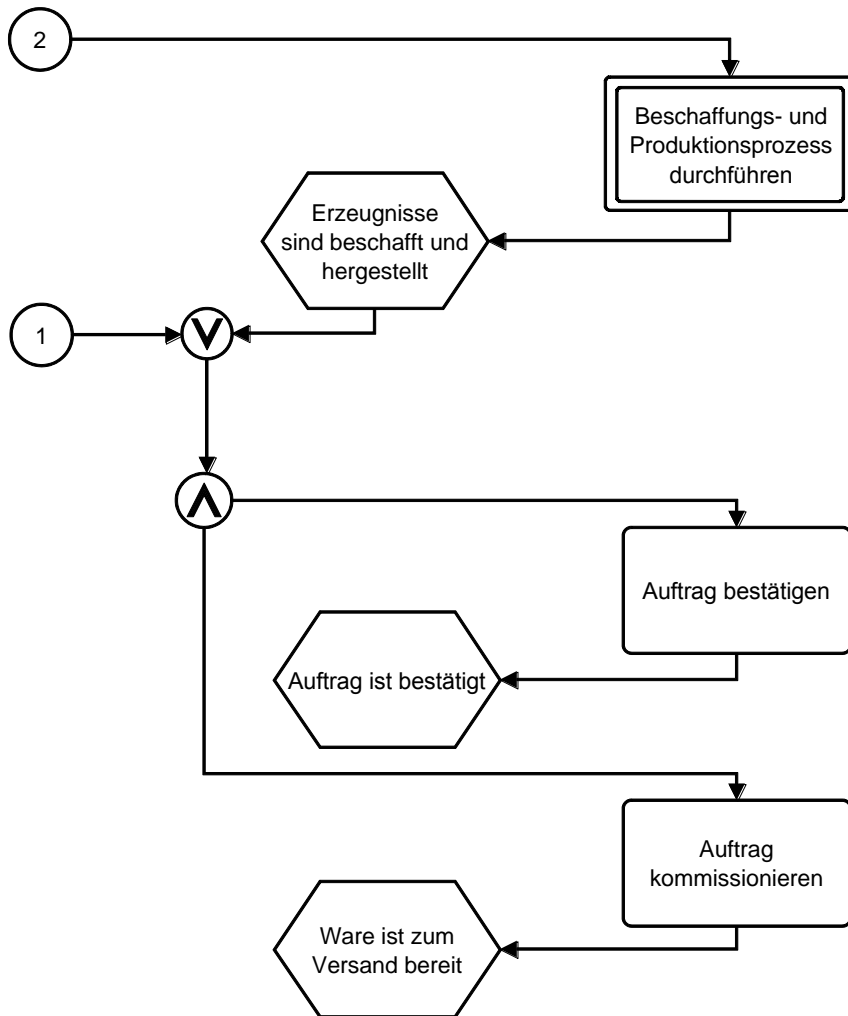 2
Beschaffungs- und
Produktionsprozess
durchführen
Erzeugnisse
sind beschafft und
hergestellt
1
V
Λ
Auftrag bestätigen
Auftrag ist bestätigt
Auftrag
kommissionieren
Ware ist zum
Versand bereit